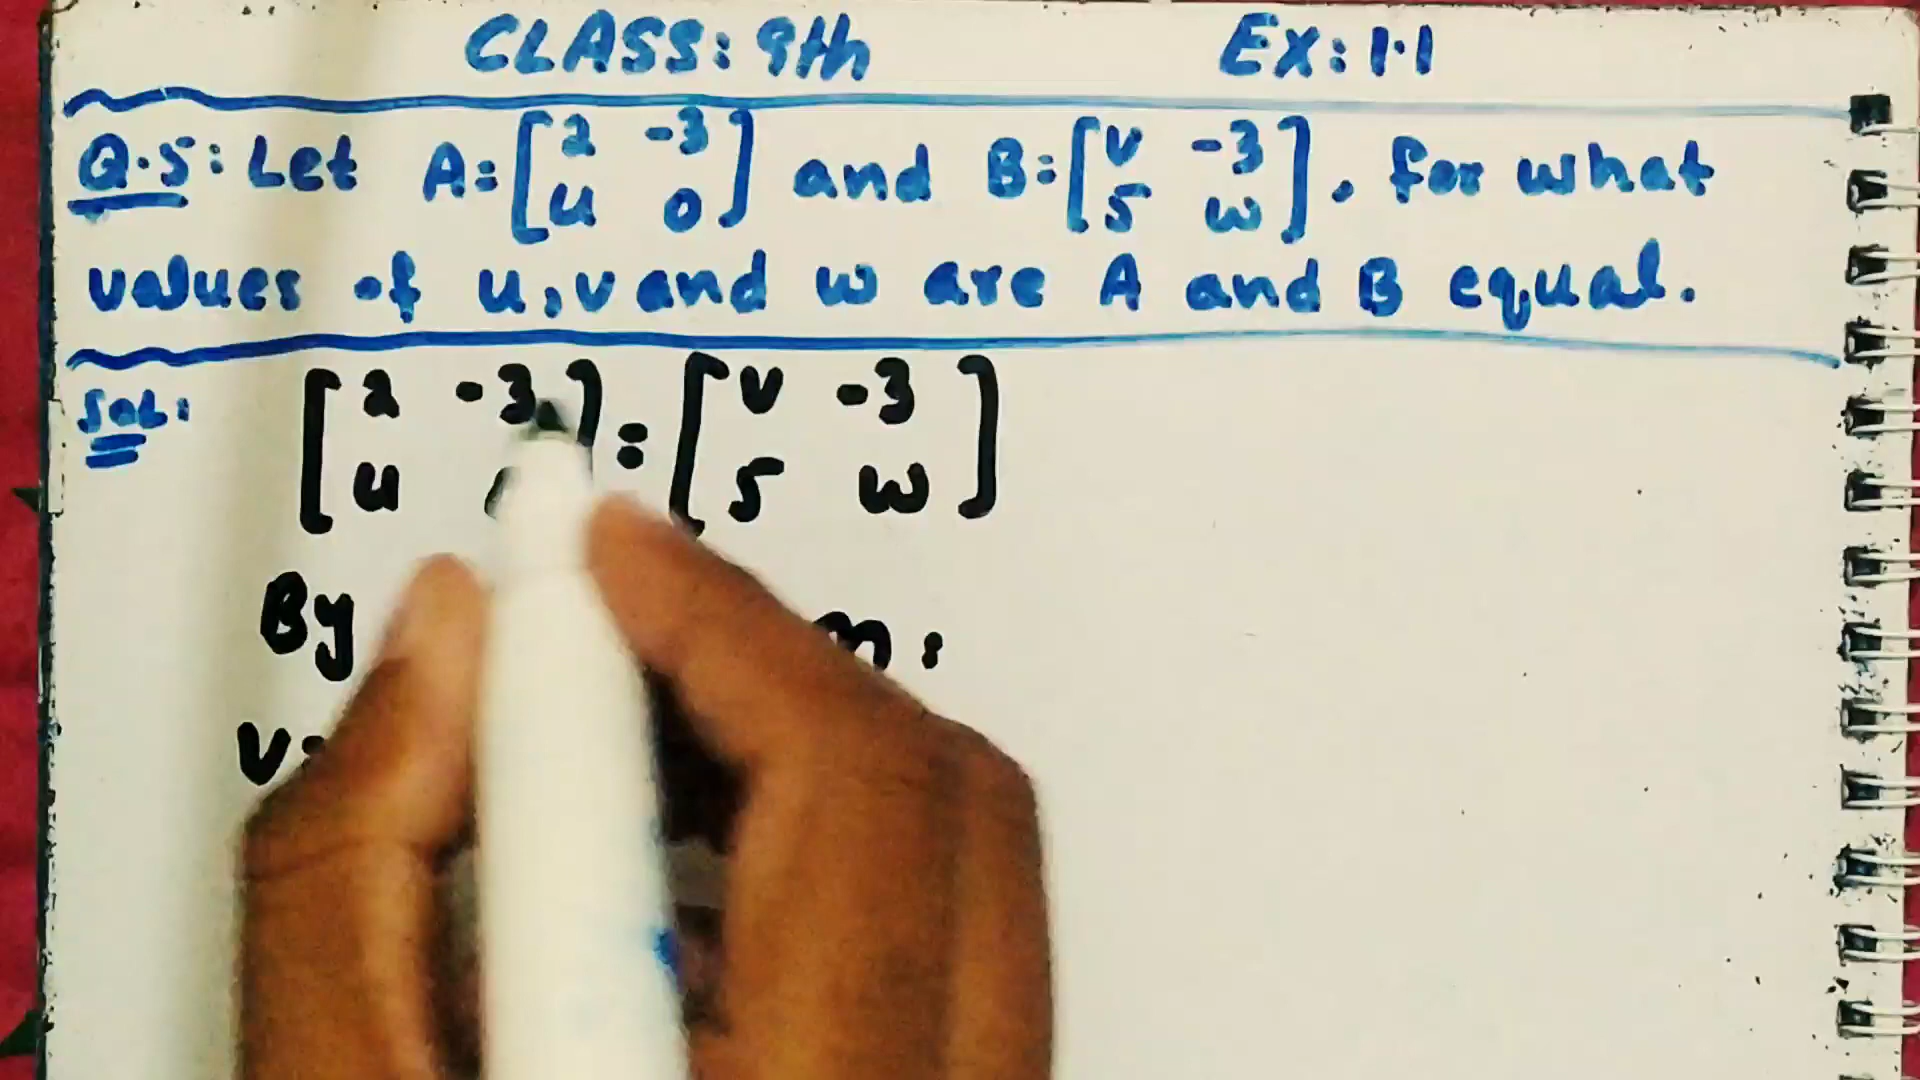 CLASS: 9th EX: 1.1
Q.5: Let A=[2 -3 and B=[v -3], for what
u 0] 5 w]
values of u, v and w are A and B equal.
Sol: [2 -3] = [v -3]
[u 5 w]
By :
v=